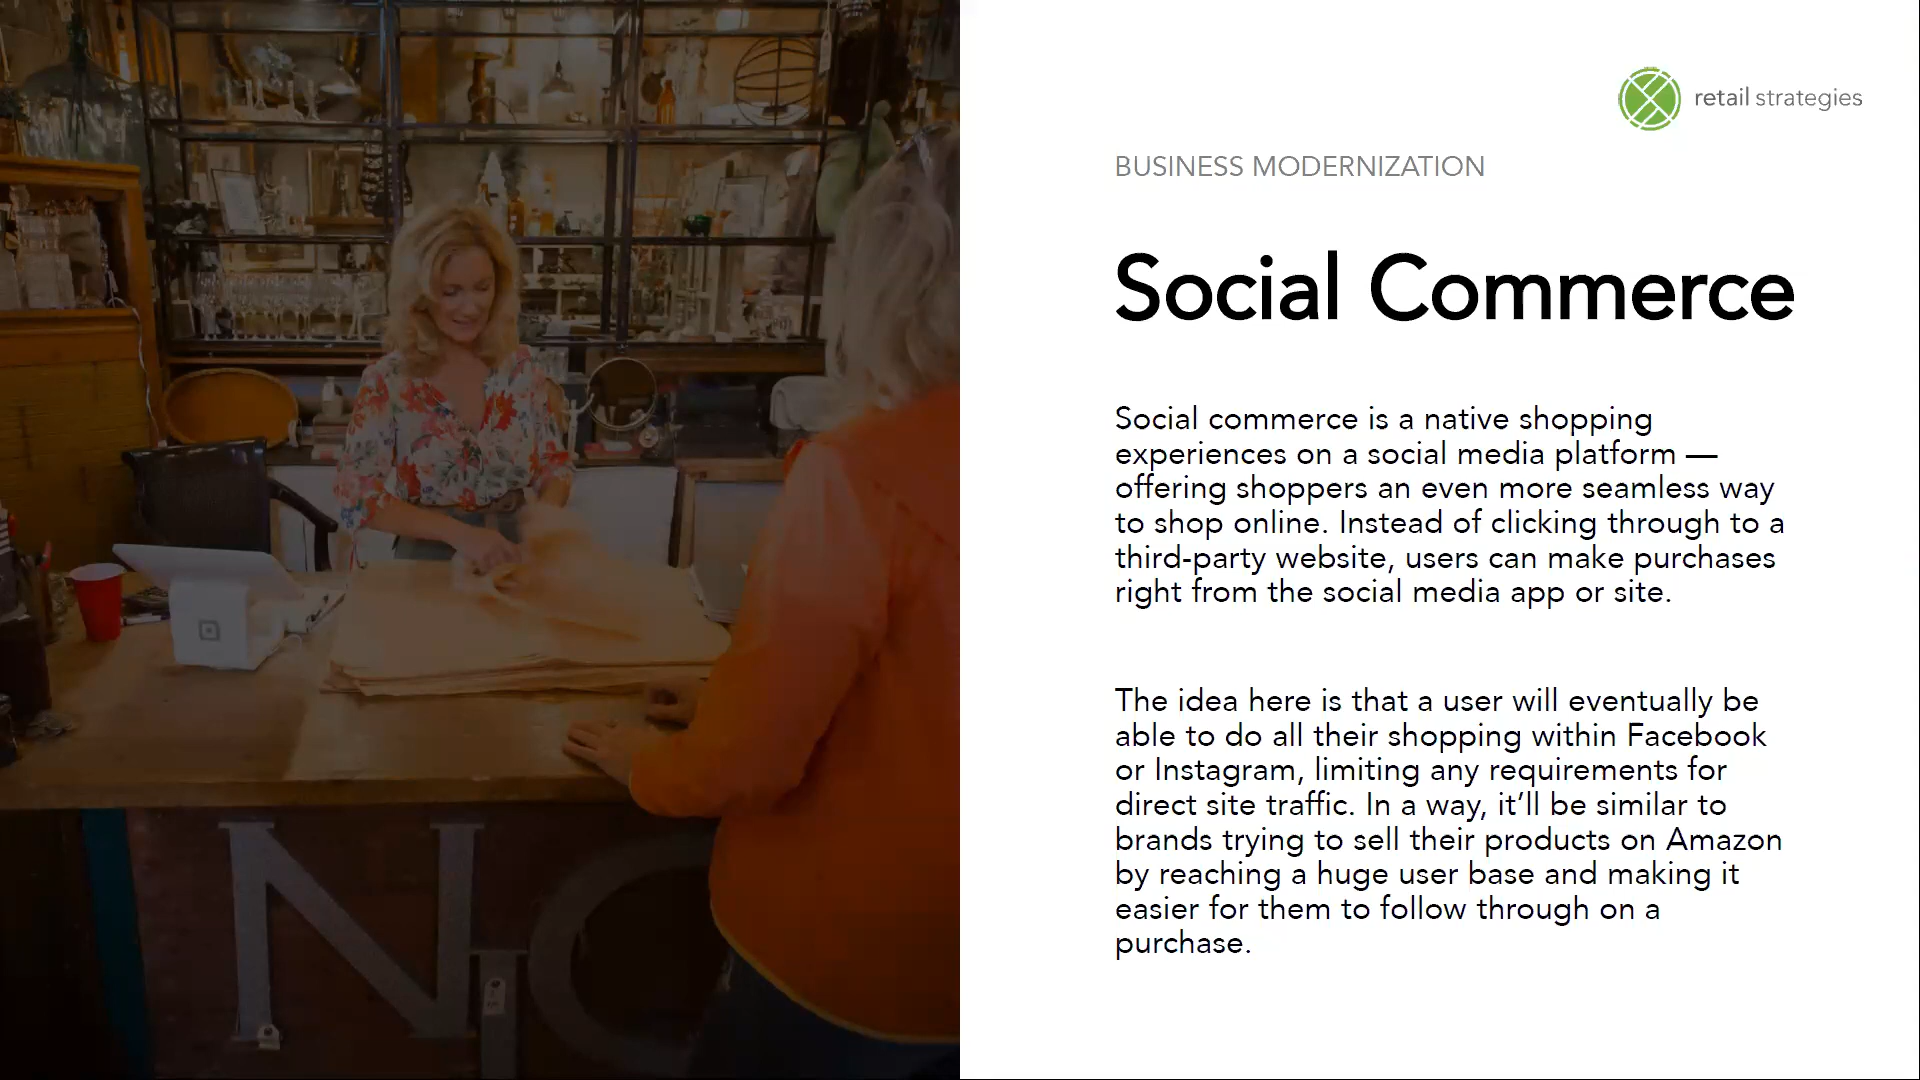 retail strategies
BUSINESS MODERNIZATION
Social Commerce
Social commerce is a native shopping
experiences on a social media platform —
offering shoppers an even more seamless way
to shop online. Instead of clicking through to a
third-party website, users can make purchases
right from the social media app or site.
The idea here is that a user will eventually be
able to do all their shopping within Facebook
or Instagram, limiting any requirements for
direct site traffic. In a way, it’ll be similar to
brands trying to sell their products on Amazon
by reaching a huge user base and making it
easier for them to follow through on a
purchase.